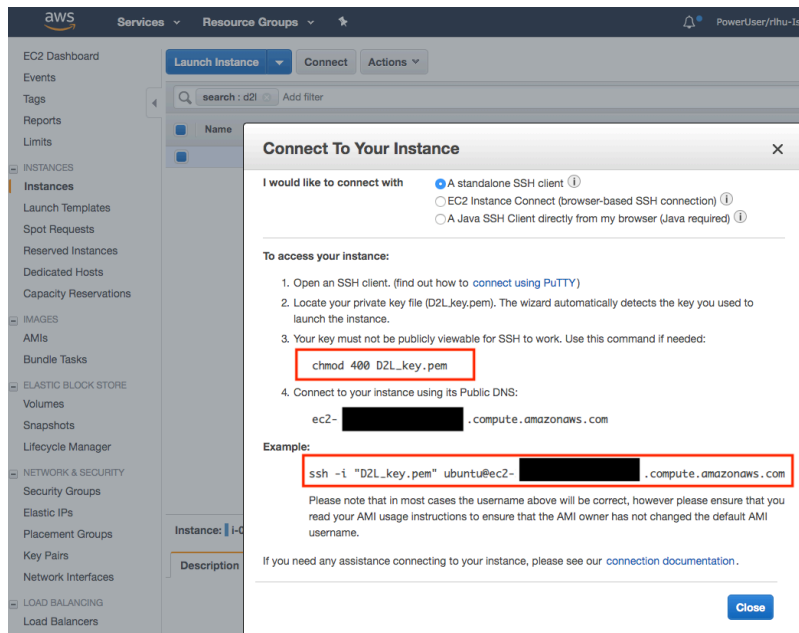 aws
Services
Resource Groups
PowerUser/rlhu-Is
EC2 Dashboard
Events
Tags
Reports
Limits
INSTANCES
Instances
Launch Templates
Spot Requests
Reserved Instances
Dedicated Hosts
Capacity Reservations
IMAGES
AMIs
Bundle Tasks
ELASTIC BLOCK STORE
Volumes
Snapshots
Lifecycle Manager
NETWORK & SECURITY
Security Groups
Elastic IPs
Placement Groups
Key Pairs
Network Interfaces
LOAD BALANCING
Load Balancers
Launch Instance
Connect
Actions
search : d2l
Add filter
Name
Instance: i-0
Description
Connect To Your Instance
I would like to connect with
A standalone SSH client
EC2 Instance Connect (browser-based SSH connection)
A Java SSH Client directly from my browser (Java required)
To access your instance:
1. Open an SSH client. (find out how to connect using PuTTY)
2. Locate your private key file (D2L_key.pem). The wizard automatically detects the key you used to
launch the instance.
3. Your key must not be publicly viewable for SSH to work. Use this command if needed:
chmod 400 D2L_key.pem
4. Connect to your instance using its Public DNS:
ec2- .compute.amazonaws.com
Example:
ssh -i "D2L_key.pem" ubuntu@ec2- .compute.amazonaws.com
Please note that in most cases the username above will be correct, however please ensure that you
read your AMI usage instructions to ensure that the AMI owner has not changed the default AMI
username.
If you need any assistance connecting to your instance, please see our connection documentation.
Close